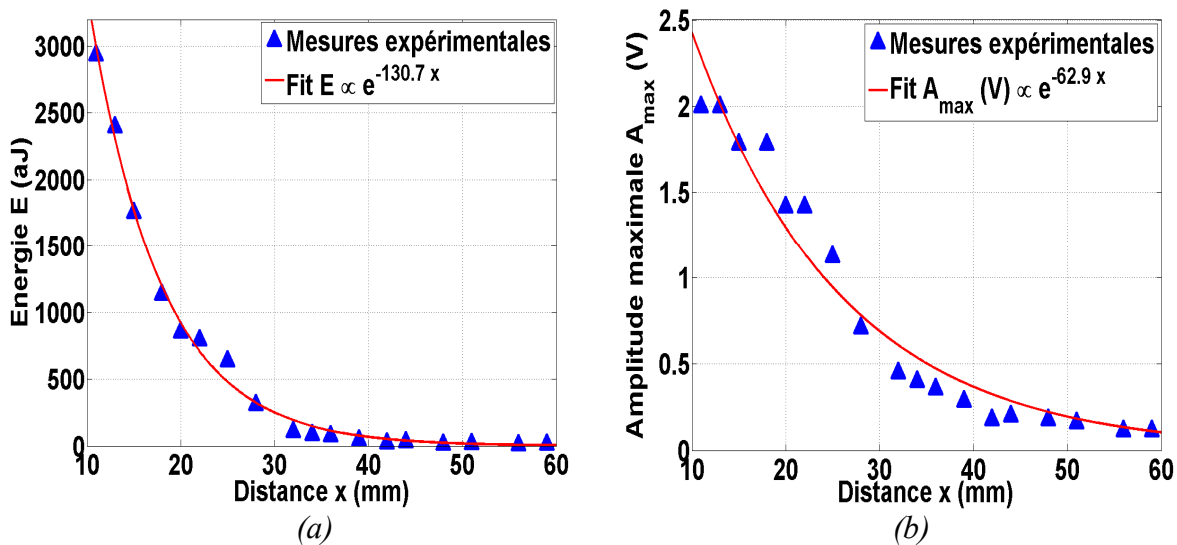 3000
2500
2000
1500
1000
500
0
Energie E (aJ)
Mesures expérimentales
Fit E ∝ e^-130.7 x
10 20 30 40 50 60
Distance x (mm)
(a)
2.5
2
1.5
1
0.5
0
Amplitude maximale A_max (V)
Mesures expérimentales
Fit A_max (V) ∝ e^-62.9 x
10 20 30 40 50 60
Distance x (mm)
(b)